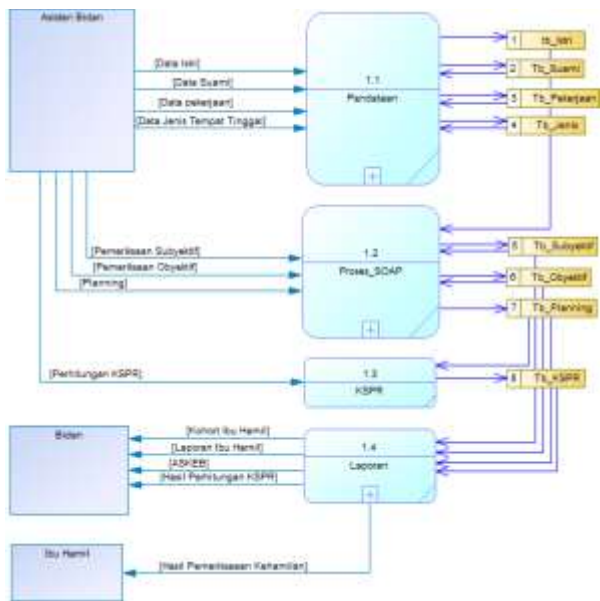 Asisten Bidan
[Data Istri]
[Data Suami]
[Data pekerjaan]
[Data Jenis Tempat Tinggal]
1.1
Pendataan
1 tb_Istri
2 Tb_Suami
3 Tb_Pekerjaan
4 Tb_Jenis
[Pemeriksaan Subyektif]
[Pemeriksaan Obyektif]
[Planning]
1.2
Proses_SOAP
5 Tb_Subyektif
6 Tb_Obyektif
7 Tb_Planning
[Perhitungan KSPR]
1.3
KSPR
8 Tb_KSPR
Bidan
[Kohort Ibu Hamil]
[Laporan Ibu Hamil]
[ASKEB]
[Hasil Perhitungan KSPR]
1.4
Laporan
Ibu Hamil
[Hasil Pemeriksaaan Kehamilan]